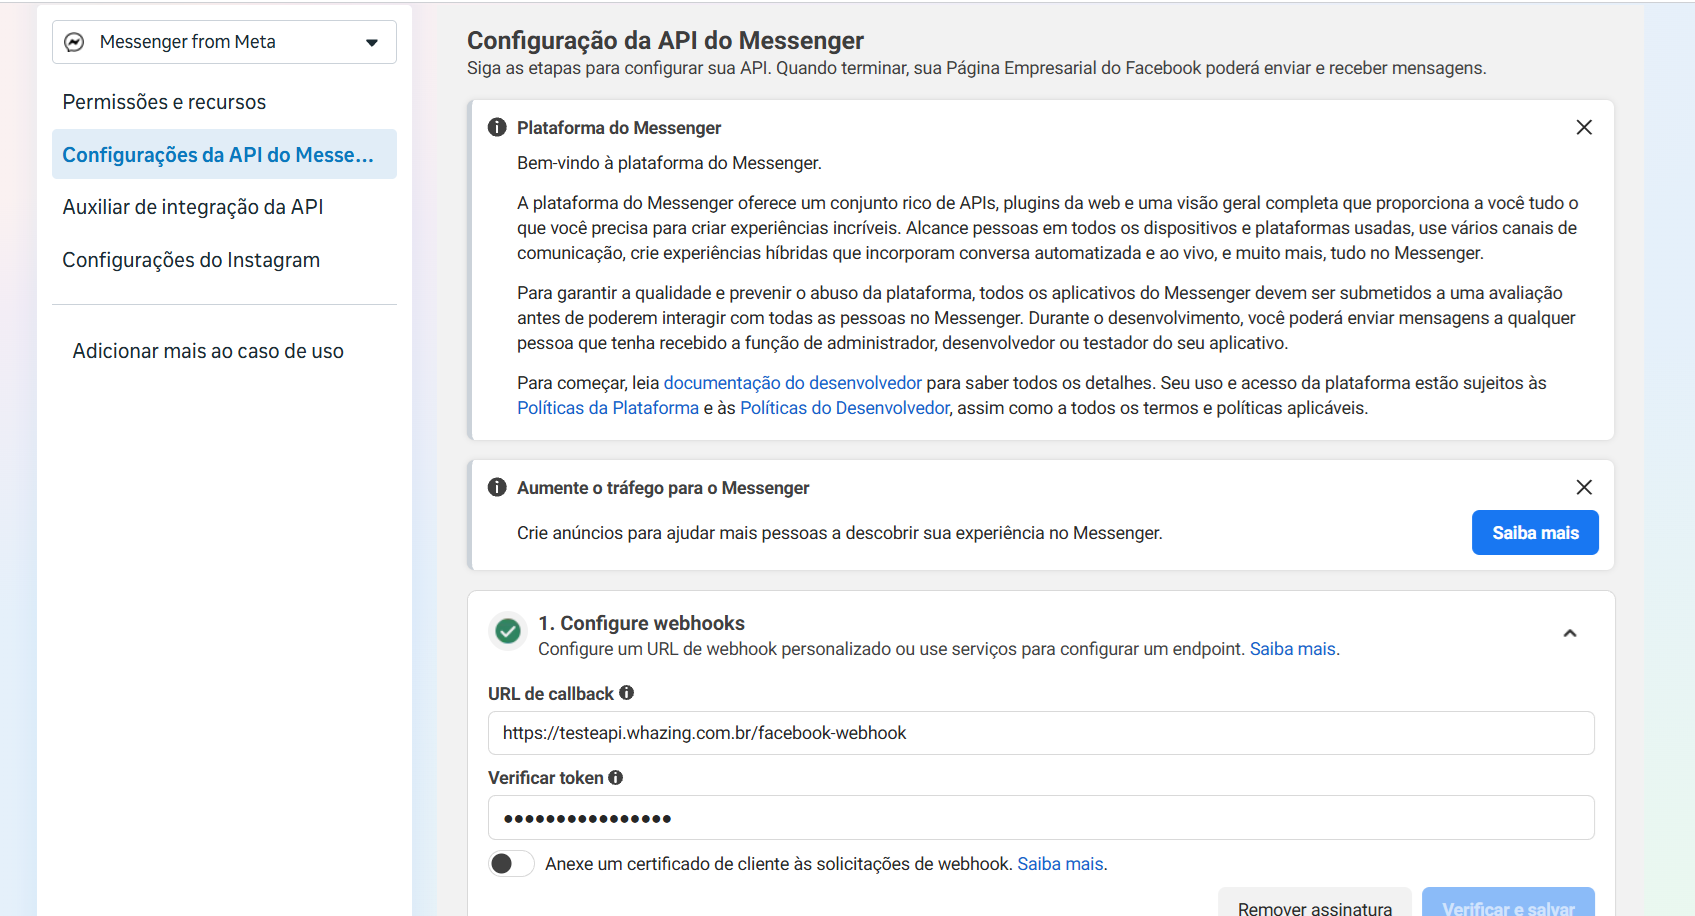 Messenger from Meta
Permissões e recursos
Configurações da API do Messe...
Auxiliar de integração da API
Configurações do Instagram
Adicionar mais ao caso de uso
Configuração da API do Messenger
Siga as etapas para configurar sua API. Quando terminar, sua Página Empresarial do Facebook poderá enviar e receber mensagens.
Plataforma do Messenger
Bem-vindo à plataforma do Messenger.
A plataforma do Messenger oferece um conjunto rico de APIs, plugins da web e uma visão geral completa que proporciona a você tudo o
que você precisa para criar experiências incríveis. Alcance pessoas em todos os dispositivos e plataformas usadas, use vários canais de
comunicação, crie experiências híbridas que incorporam conversa automatizada e ao vivo, e muito mais, tudo no Messenger.
Para garantir a qualidade e prevenir o abuso da plataforma, todos os aplicativos do Messenger devem ser submetidos a uma avaliação
antes de poderem interagir com todas as pessoas no Messenger. Durante o desenvolvimento, você poderá enviar mensagens a qualquer
pessoa que tenha recebido a função de administrador, desenvolvedor ou testador do seu aplicativo.
Para começar, leia documentação do desenvolvedor para saber todos os detalhes. Seu uso e acesso da plataforma estão sujeitos às
Políticas da Plataforma e às Políticas do Desenvolvedor, assim como a todos os termos e políticas aplicáveis.
Aumente o tráfego para o Messenger
Crie anúncios para ajudar mais pessoas a descobrir sua experiência no Messenger.
Saiba mais
1. Configure webhooks
Configure um URL de webhook personalizado ou use serviços para configurar um endpoint. Saiba mais.
URL de callback
https://testeapi.whazing.com.br/facebook-webhook
Verificar token
••••••••••••••••
Anexe um certificado de cliente às solicitações de webhook. Saiba mais.
Remover assinatura
Verificar e salvar